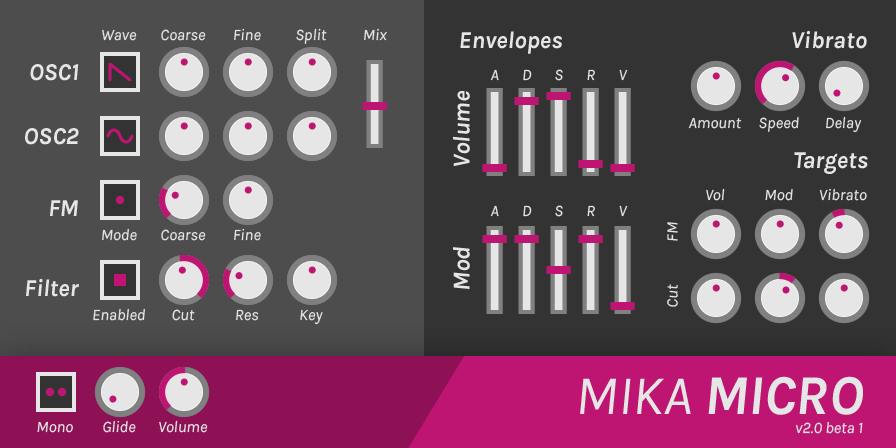 Wave Coarse Fine Split Mix
OSC1
OSC2
FM
Mode Coarse Fine
Filter
Enabled Cut Res Key
Envelopes
A D S R V
Volume
A D S R V
Mod
Vibrato
Amount Speed Delay
Targets
Vol Mod Vibrato
FM
Cut
Mono Glide Volume
MIKA MICRO
v2.0 beta 1